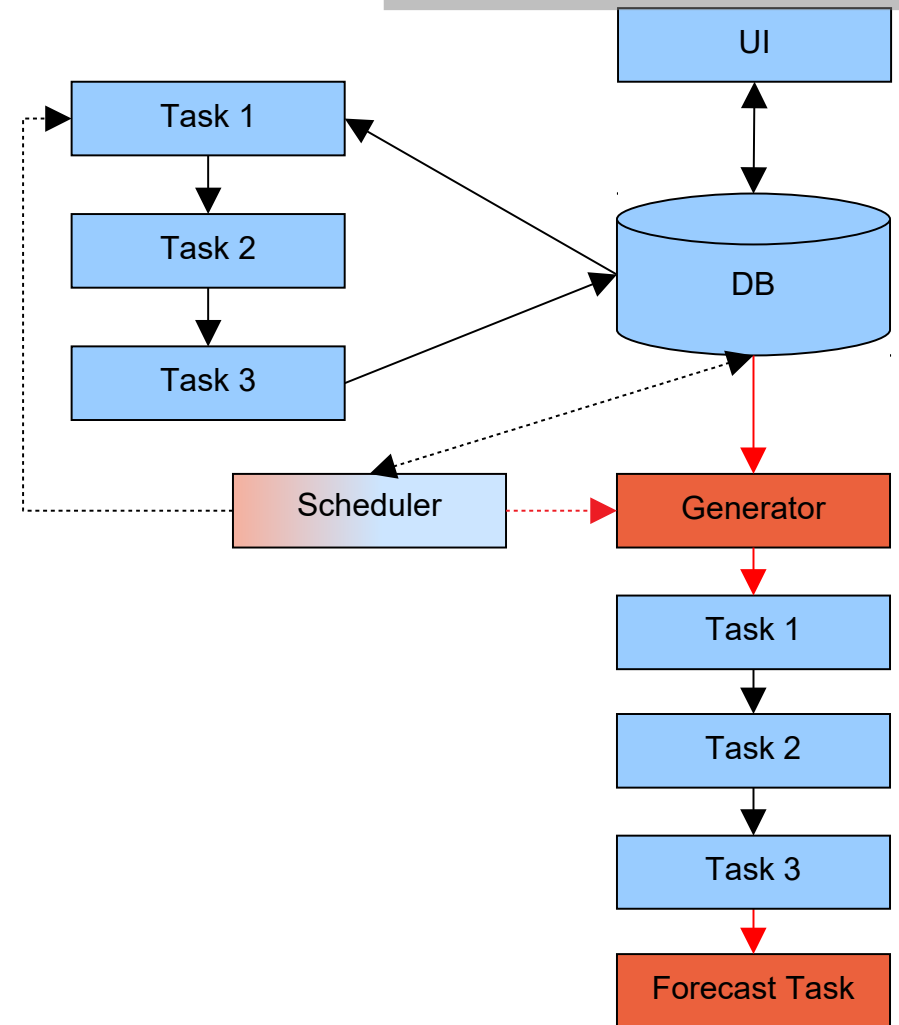 UI
Task 1
Task 2
DB
Task 3
Scheduler
Generator
Task 1
Task 2
Task 3
Forecast Task